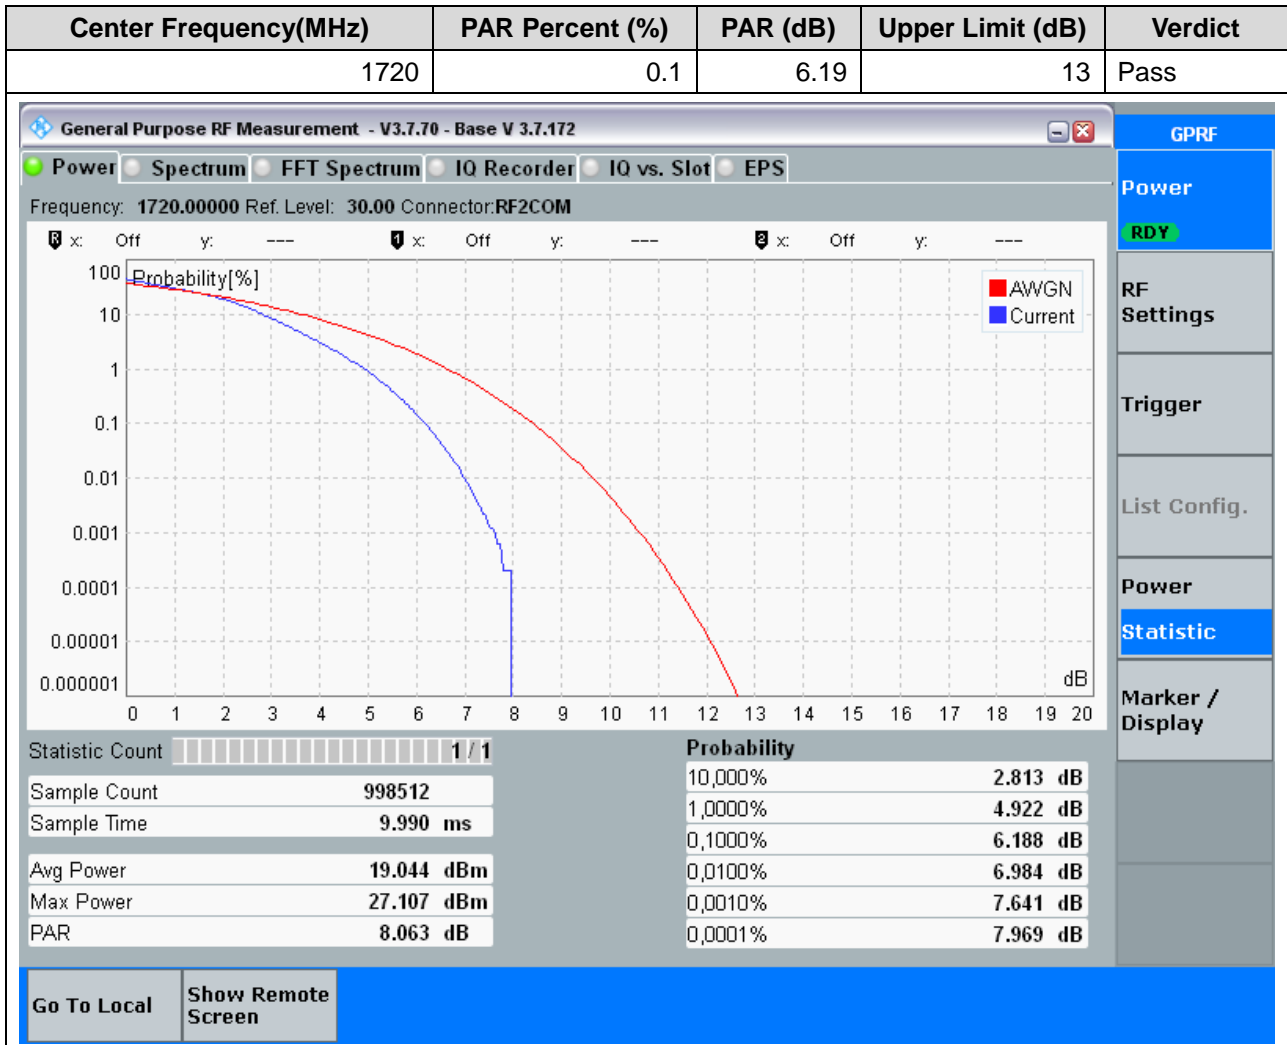 Center Frequency(MHz) PAR Percent (%) PAR (dB) Upper Limit (dB) Verdict
1720 0.1 6.19 13 Pass
General Purpose RF Measurement - V3.7.70 - Base V 3.7.172
GPRF
Power Spectrum FFT Spectrum IQ Recorder IQ vs. Slot EPS
Power
RDY
Frequency: 1720.00000 Ref. Level: 30.00 Connector:RF2COM
R x: Off y: --- 1 x: Off y: --- 2 x: Off y: ---
Probability[%]
AWGN
Current
100
10
1
0.1
0.01
0.001
0.0001
0.00001
0.000001
dB
0 1 2 3 4 5 6 7 8 9 10 11 12 13 14 15 16 17 18 19 20
RF
Settings
Trigger
List Config.
Power
Statistic
Marker /
Display
Statistic Count 1 / 1
Sample Count 998512
Sample Time 9.990 ms
Avg Power 19.044 dBm
Max Power 27.107 dBm
PAR 8.063 dB
Probability
10,000% 2.813 dB
1,0000% 4.922 dB
0,1000% 6.188 dB
0,0100% 6.984 dB
0,0010% 7.641 dB
0,0001% 7.969 dB
Go To Local
Show Remote
Screen